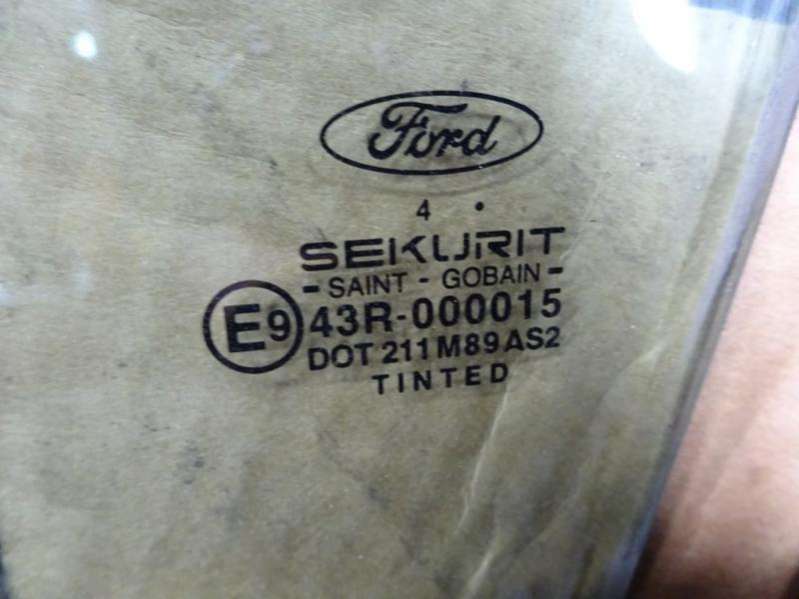 Ford
4 •
SEKURIT
- SAINT - GOBAIN -
E9 43R-000015
DOT 211 M89 AS2
TINTED